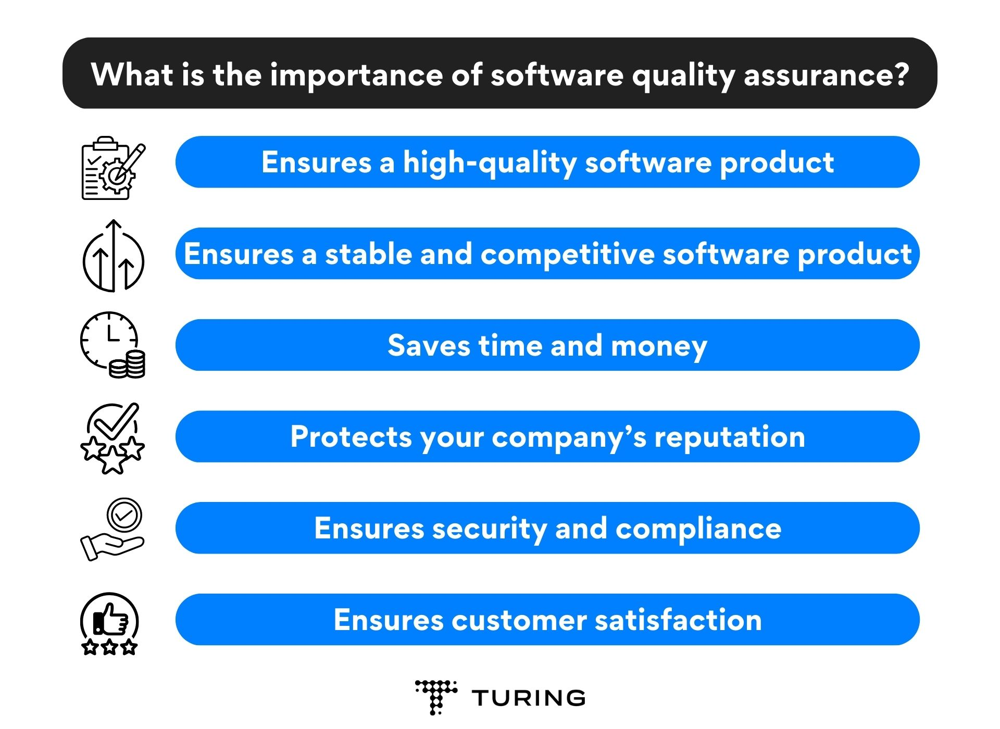 What is the importance of software quality assurance?
Ensures a high-quality software product
Ensures a stable and competitive software product
Saves time and money
Protects your company’s reputation
Ensures security and compliance
Ensures customer satisfaction
TURING